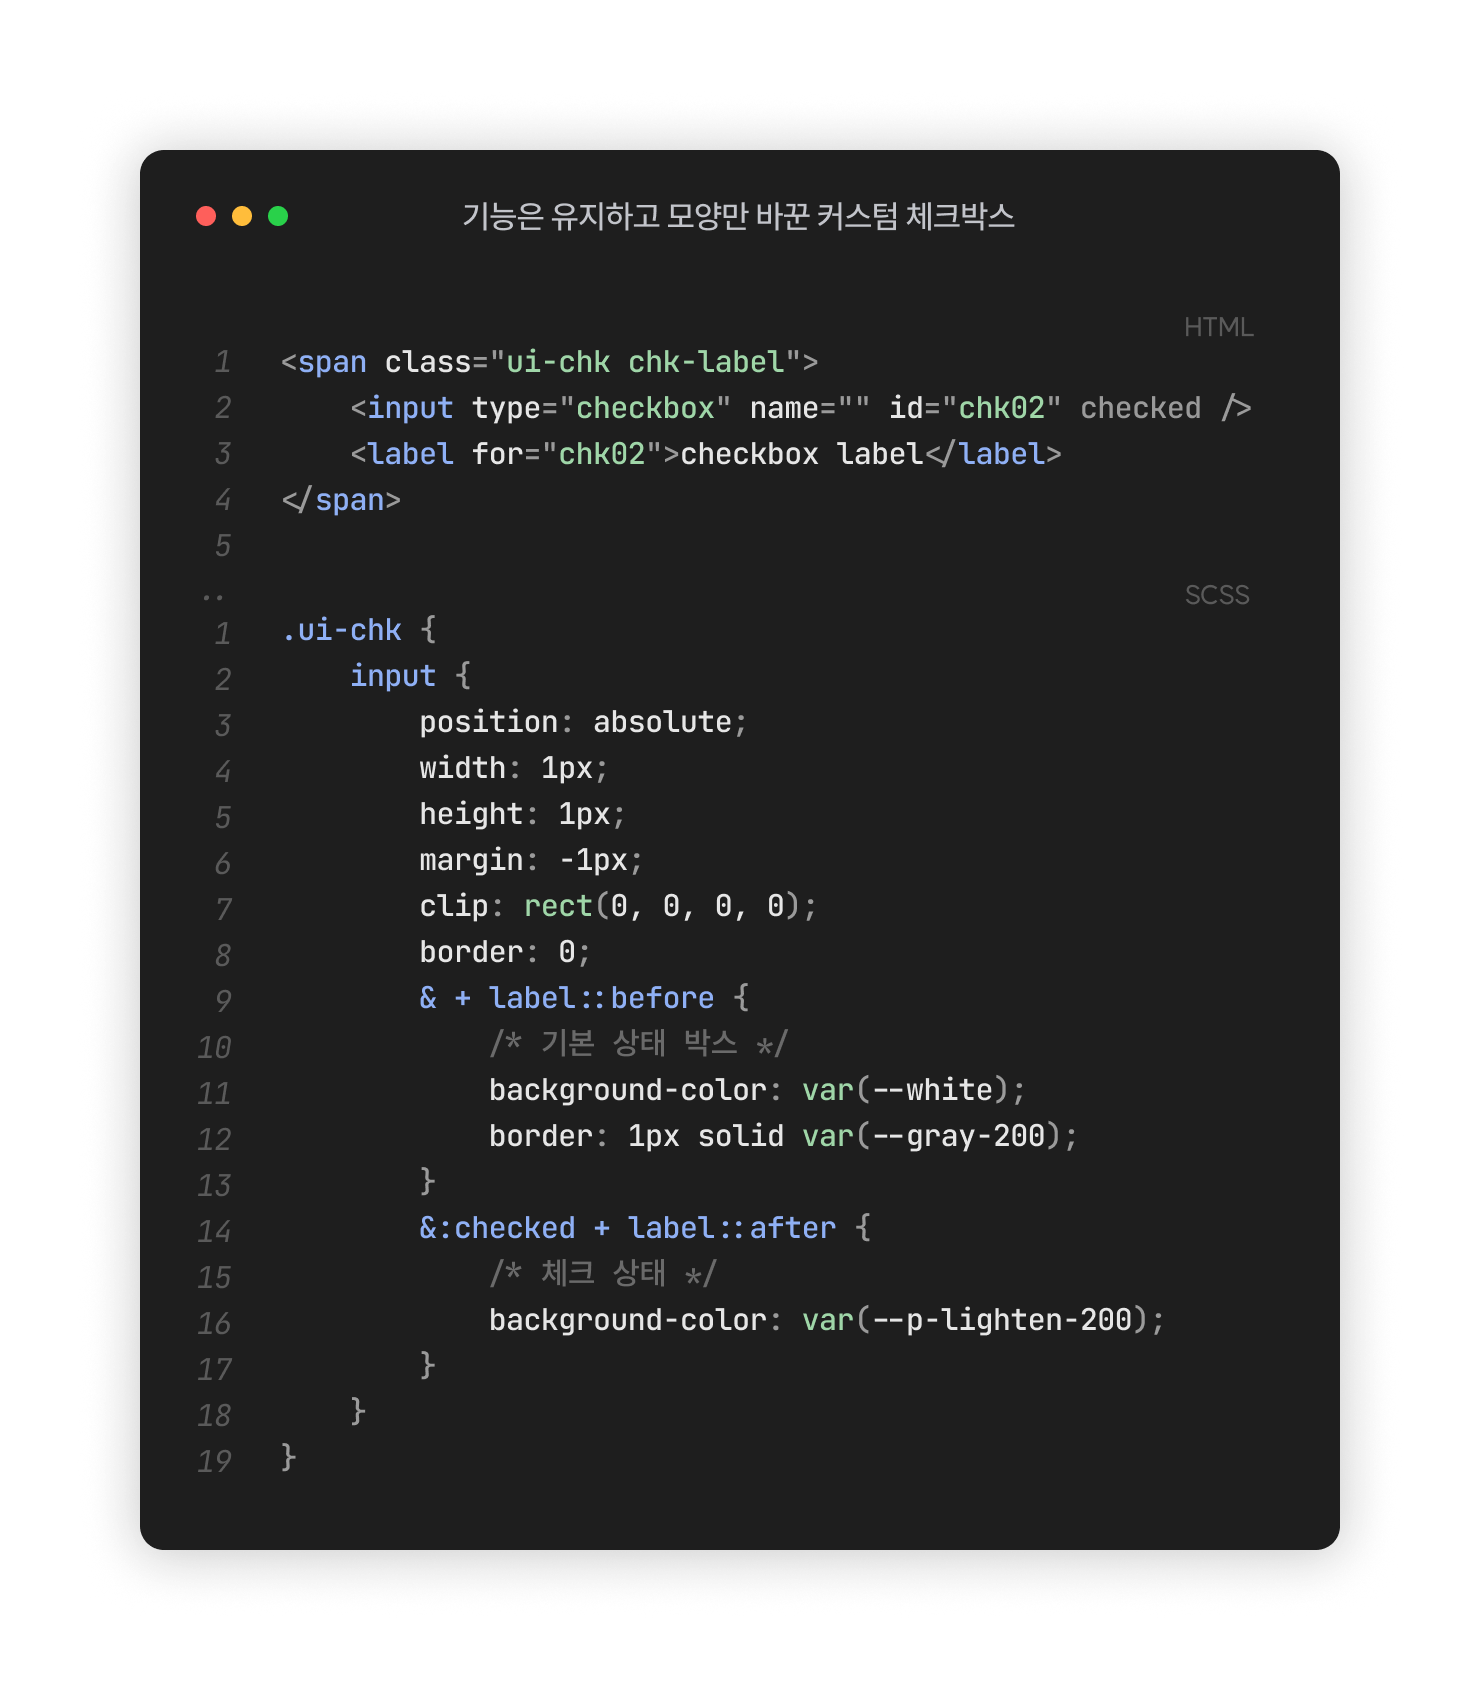 기능은 유지하고 모양만 바꾼 커스텀 체크박스
HTML
1 <span class="ui-chk chk-label">
2     <input type="checkbox" name="" id="chk02" checked />
3     <label for="chk02">checkbox label</label>
4 </span>
5
..
SCSS
1 .ui-chk {
2     input {
3         position: absolute;
4         width: 1px;
5         height: 1px;
6         margin: -1px;
7         clip: rect(0, 0, 0, 0);
8         border: 0;
9         & + label::before {
10             /* 기본 상태 박스 */
11             background-color: var(--white);
12             border: 1px solid var(--gray-200);
13         }
14         &:checked + label::after {
15             /* 체크 상태 */
16             background-color: var(--p-lighten-200);
17         }
18     }
19 }